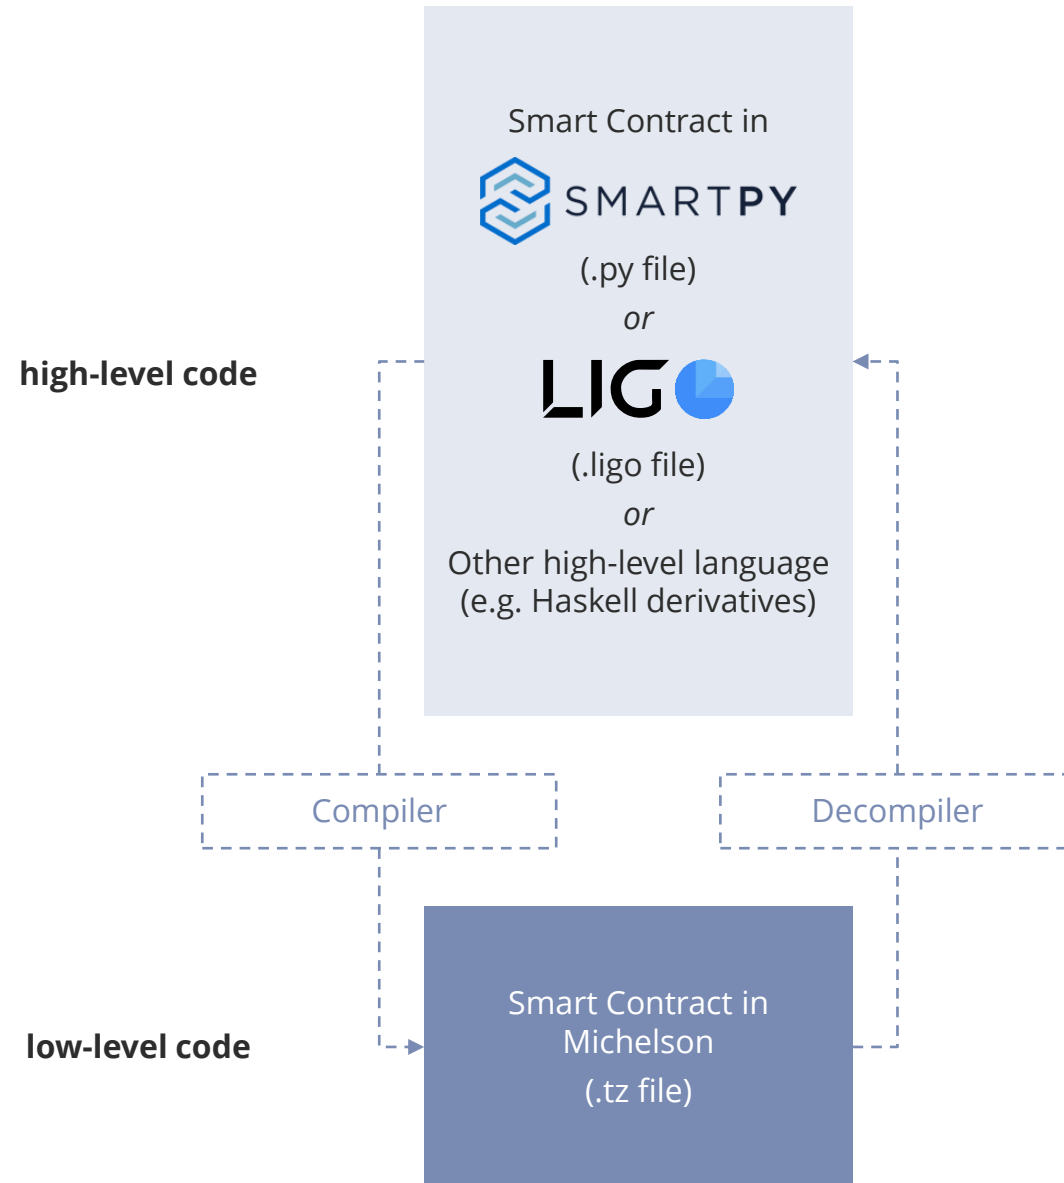 Smart Contract in
SMARTPY
(.py file)
or
high-level code
LIGO
(.ligo file)
or
Other high-level language
(e.g. Haskell derivatives)
Compiler
Decompiler
Smart Contract in
Michelson
low-level code
(.tz file)